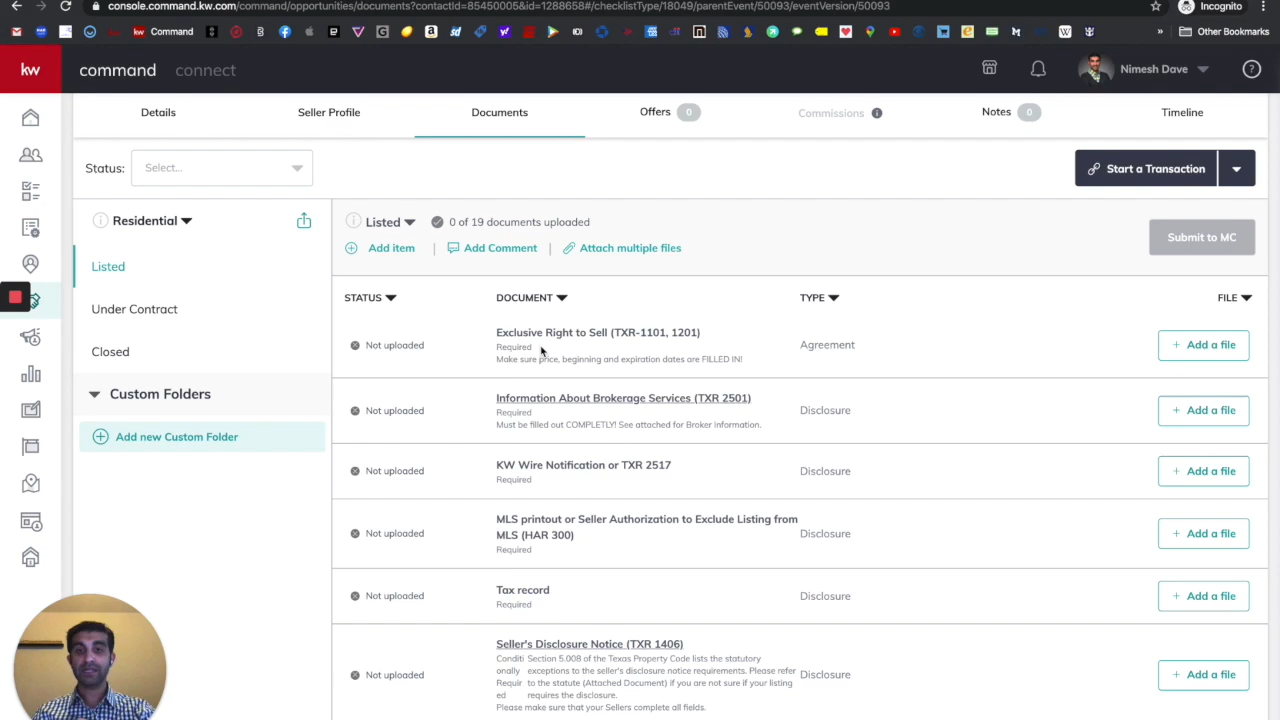 console.command.kw.com/command/opportunities/documents?contactId=85450005&id=1288658#/checklistType/18049/parentEvent/50093/eventVersion/50093
Incognito
Command
Other Bookmarks
kw command connect
Nimesh Dave
Details Seller Profile Documents Offers 0 Commissions Notes 0 Timeline
Status: Select...
Start a Transaction
Residential
Listed
Under Contract
Closed
Custom Folders
Add new Custom Folder
Listed 0 of 19 documents uploaded
Add item | Add Comment | Attach multiple files
Submit to MC
STATUS DOCUMENT TYPE FILE
Not uploaded
Exclusive Right to Sell (TXR-1101, 1201)
Required
Make sure price, beginning and expiration dates are FILLED IN!
Agreement
+ Add a file
Not uploaded
Information About Brokerage Services (TXR 2501)
Required
Must be filled out COMPLETLY! See attached for Broker information.
Disclosure
+ Add a file
Not uploaded
KW Wire Notification or TXR 2517
Required
Disclosure
+ Add a file
Not uploaded
MLS printout or Seller Authorization to Exclude Listing from
MLS (HAR 300)
Required
Disclosure
+ Add a file
Not uploaded
Tax record
Required
Disclosure
+ Add a file
Not uploaded
Seller's Disclosure Notice (TXR 1406)
Conditi Section 5.008 of the Texas Property Code lists the statutory
onally exceptions to the seller's disclosure notice requirements. Please refer
Requir to the statute (Attached Document) if you are not sure if your listing
ed requires the disclosure.
Please make sure that your Sellers complete all fields.
Disclosure
+ Add a file